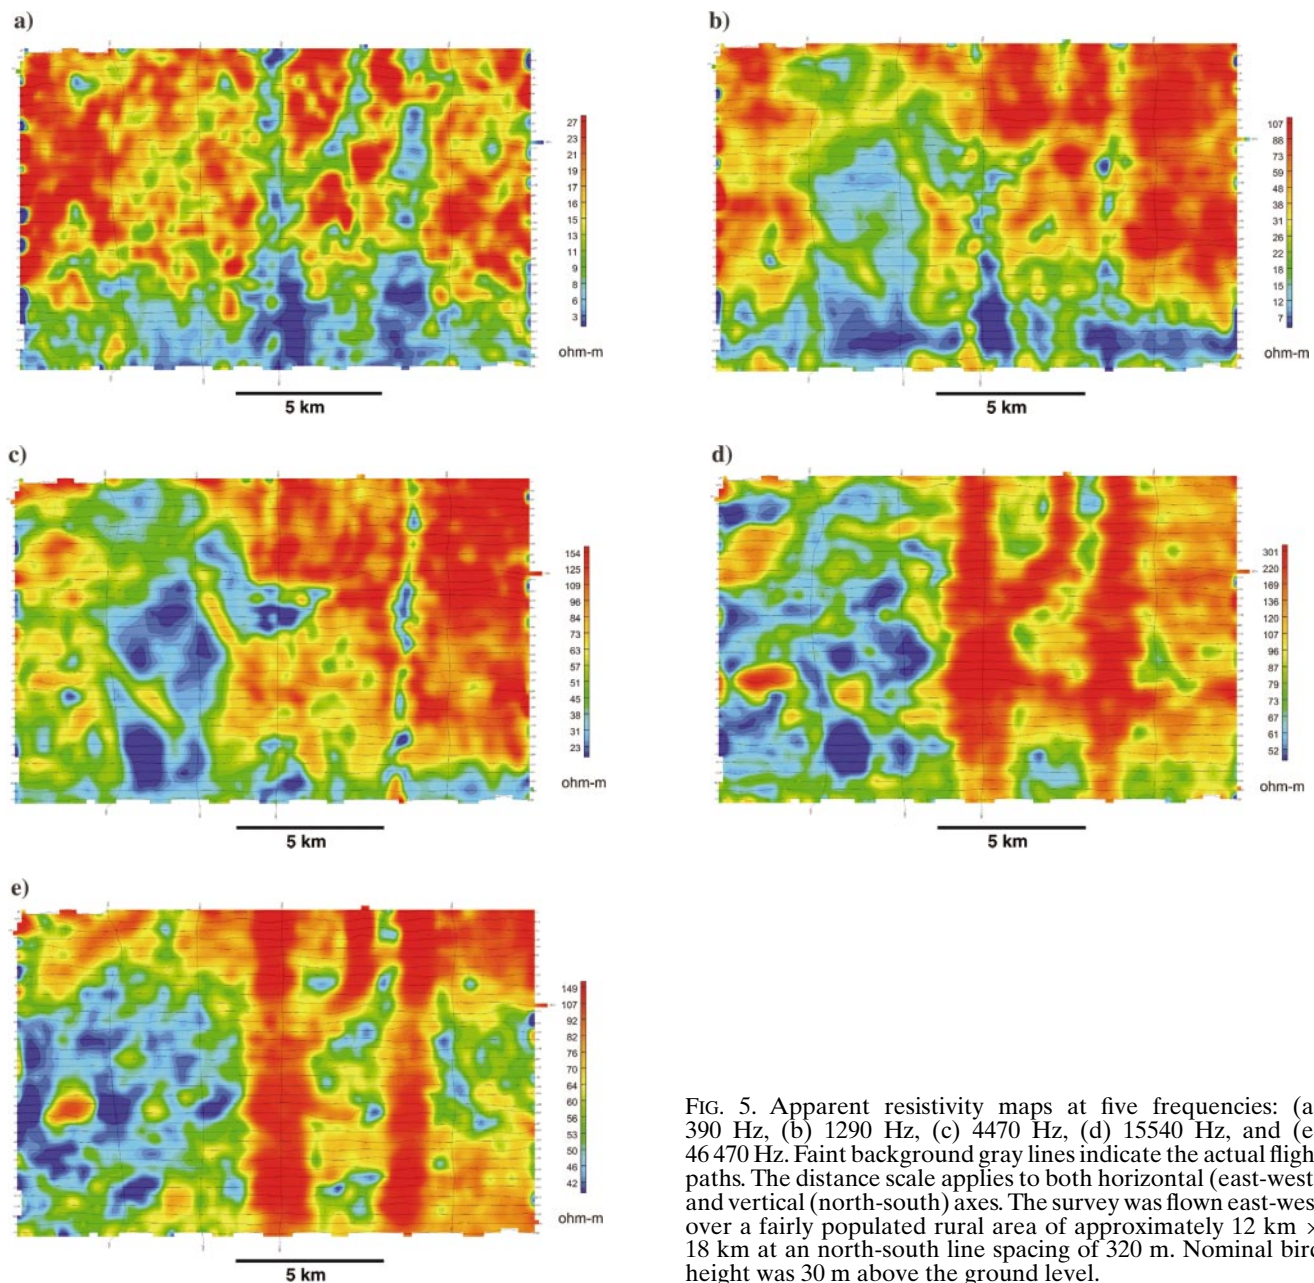 a)
27
23
21
19
17
16
15
13
11
9
8
6
3
ohm-m
5 km
b)
107
88
73
59
48
38
31
26
22
18
15
12
7
ohm-m
5 km
c)
154
125
109
96
84
73
63
57
51
45
38
31
23
ohm-m
5 km
d)
301
220
169
136
120
107
96
87
79
73
67
61
52
ohm-m
5 km
e)
149
107
92
82
76
70
64
60
56
53
50
46
42
ohm-m
5 km
FIG. 5. Apparent resistivity maps at five frequencies: (a
390 Hz, (b) 1290 Hz, (c) 4470 Hz, (d) 15540 Hz, and (e
46 470 Hz. Faint background gray lines indicate the actual fligh
paths. The distance scale applies to both horizontal (east-west
and vertical (north-south) axes. The survey was flown east-wes
over a fairly populated rural area of approximately 12 km ×
18 km at an north-south line spacing of 320 m. Nominal bird
height was 30 m above the ground level.